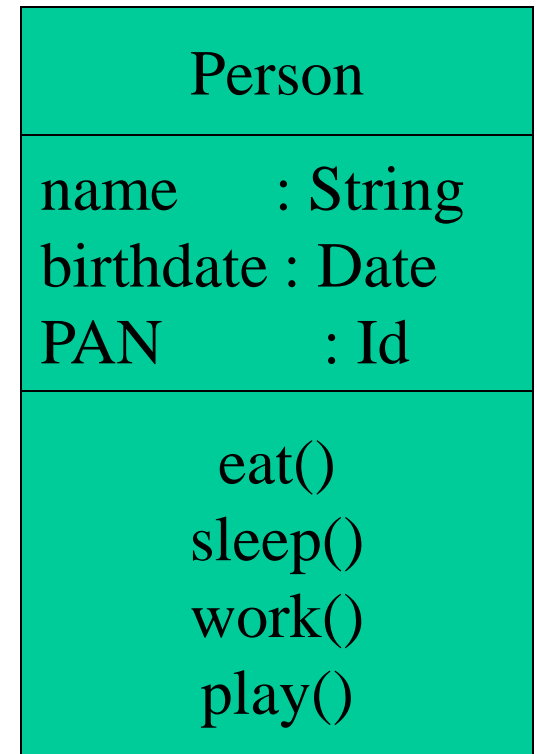 Person
name : String
birthdate : Date
PAN : Id
eat()
sleep()
work()
play()